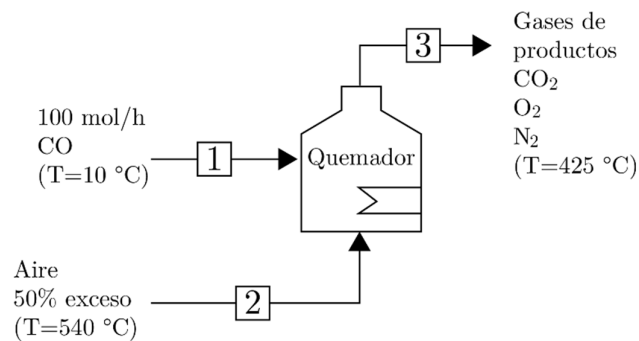 Gases de
productos
CO₂
O₂
N₂
(T=425 °C)
3
100 mol/h
CO
(T=10 °C)
1
Quemador
Aire
50% exceso
(T=540 °C)
2